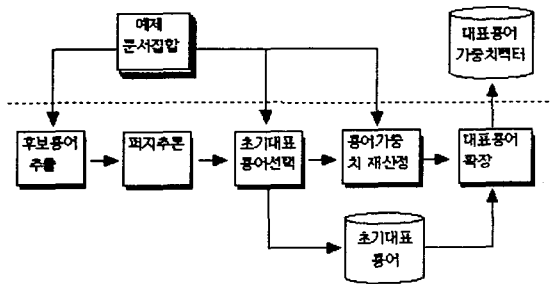 예제
문서집합
대표용어
가중치벡터
후보용어
추출
퍼지추론
초기대표
용어선택
용어가중
치 재산정
대표용어
확장
초기대표
용어